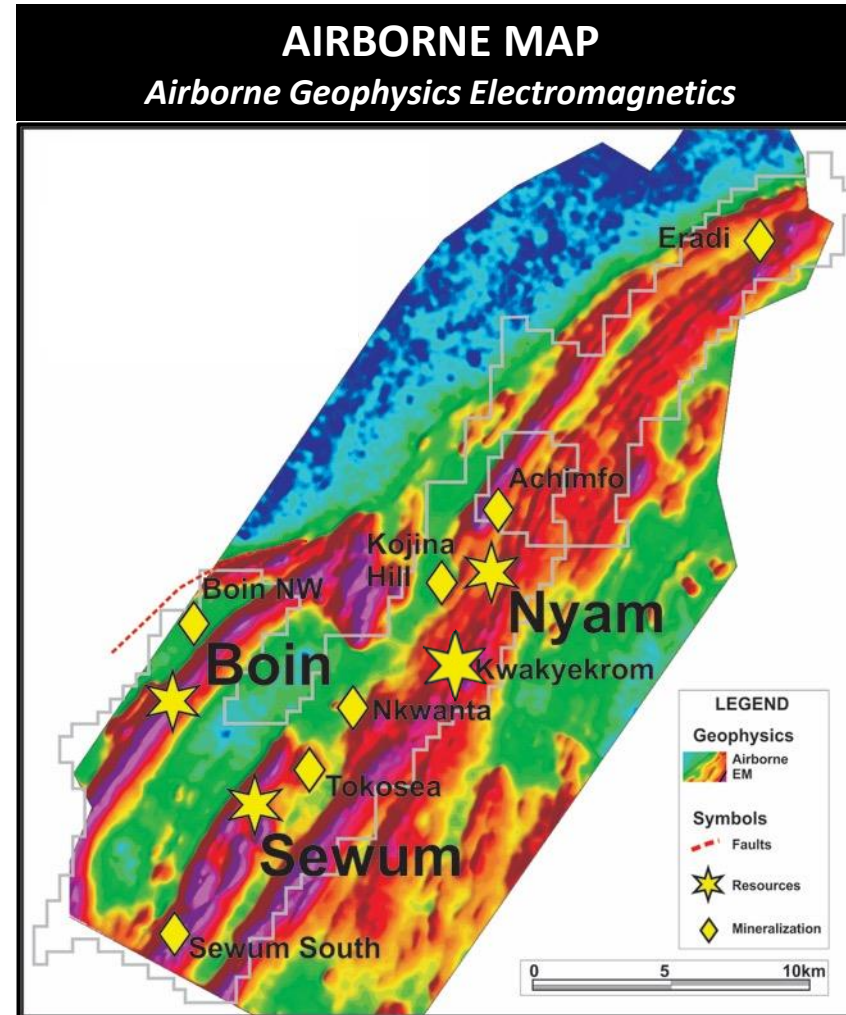 AIRBORNE MAP
Airborne Geophysics Electromagnetics
Eradi
Achimfo
Kojina
Hill
Nyam
Boin NW
Boin
Kwakyekrom
Nkwanta
Tokosea
Sewum
Sewum South
LEGEND
Geophysics
Airborne
EM
Symbols
Faults
Resources
Mineralization
0 5 10km